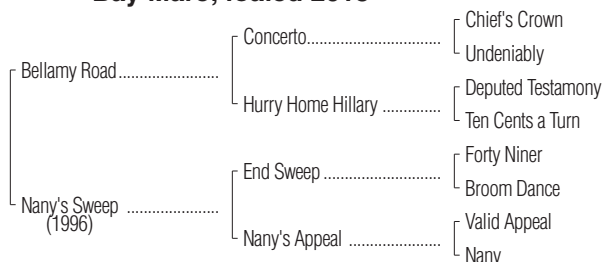 Bay Mare; foaled
Chief's Crown
Concerto
Undeniably
Bellamy Road
Deputed Testamony
Hurry Home Hillary
Ten Cents a Turn
Forty Niner
End Sweep
Broom Dance
Nany's Sweep
(1996)
Valid Appeal
Nany's Appeal
Nany